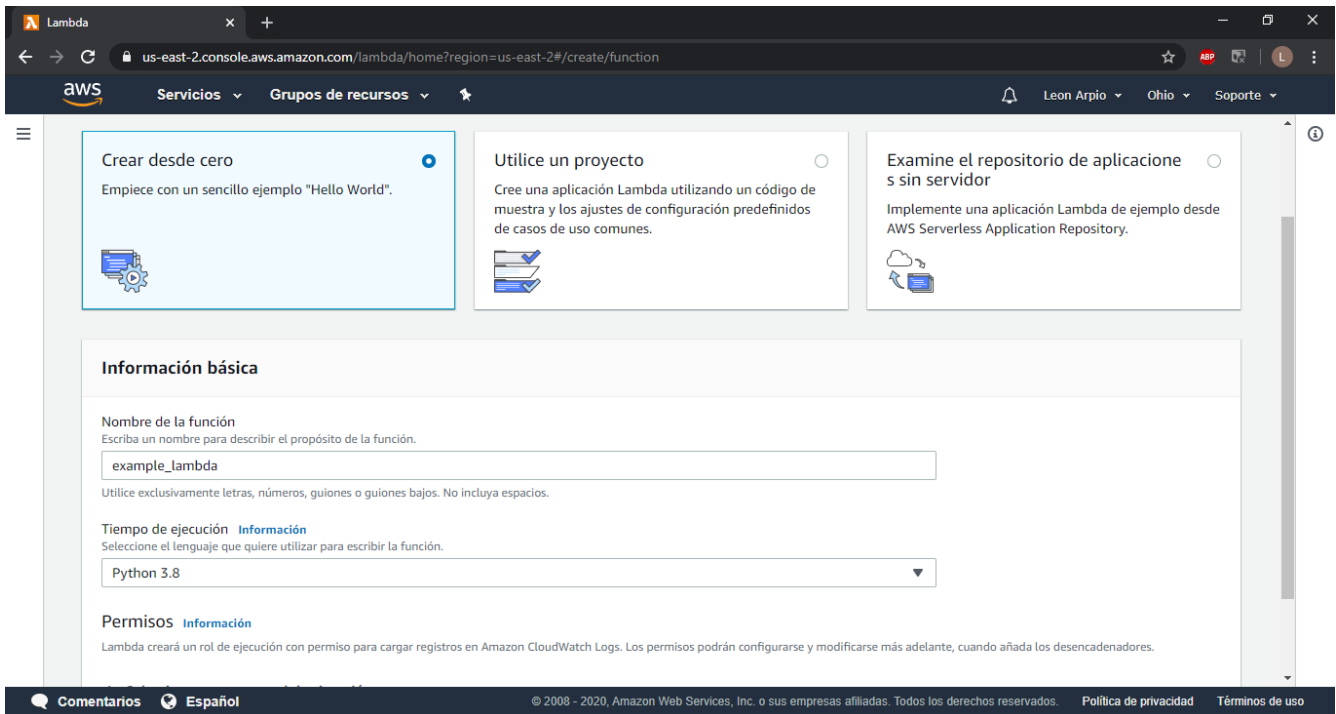 Lambda
us-east-2.console.aws.amazon.com/lambda/home?region=us-east-2#/create/function
ABP
L
aws
Servicios
Grupos de recursos
Leon Arpio
Ohio
Soporte
Crear desde cero
Empiece con un sencillo ejemplo "Hello World".
Utilice un proyecto
Cree una aplicación Lambda utilizando un código de
muestra y los ajustes de configuración predefinidos
de casos de uso comunes.
Examine el repositorio de aplicacione
s sin servidor
Implemente una aplicación Lambda de ejemplo desde
AWS Serverless Application Repository.
Información básica
Nombre de la función
Escriba un nombre para describir el propósito de la función.
example_lambda
Utilice exclusivamente letras, números, guiones o guiones bajos. No incluya espacios.
Tiempo de ejecución Información
Seleccione el lenguaje que quiere utilizar para escribir la función.
Python 3.8
Permisos Información
Lambda creará un rol de ejecución con permiso para cargar registros en Amazon CloudWatch Logs. Los permisos podrán configurarse y modificarse más adelante, cuando añada los desencadenadores.
Comentarios
Español
© 2008 - 2020, Amazon Web Services, Inc. o sus empresas afiliadas. Todos los derechos reservados.
Política de privacidad
Términos de uso